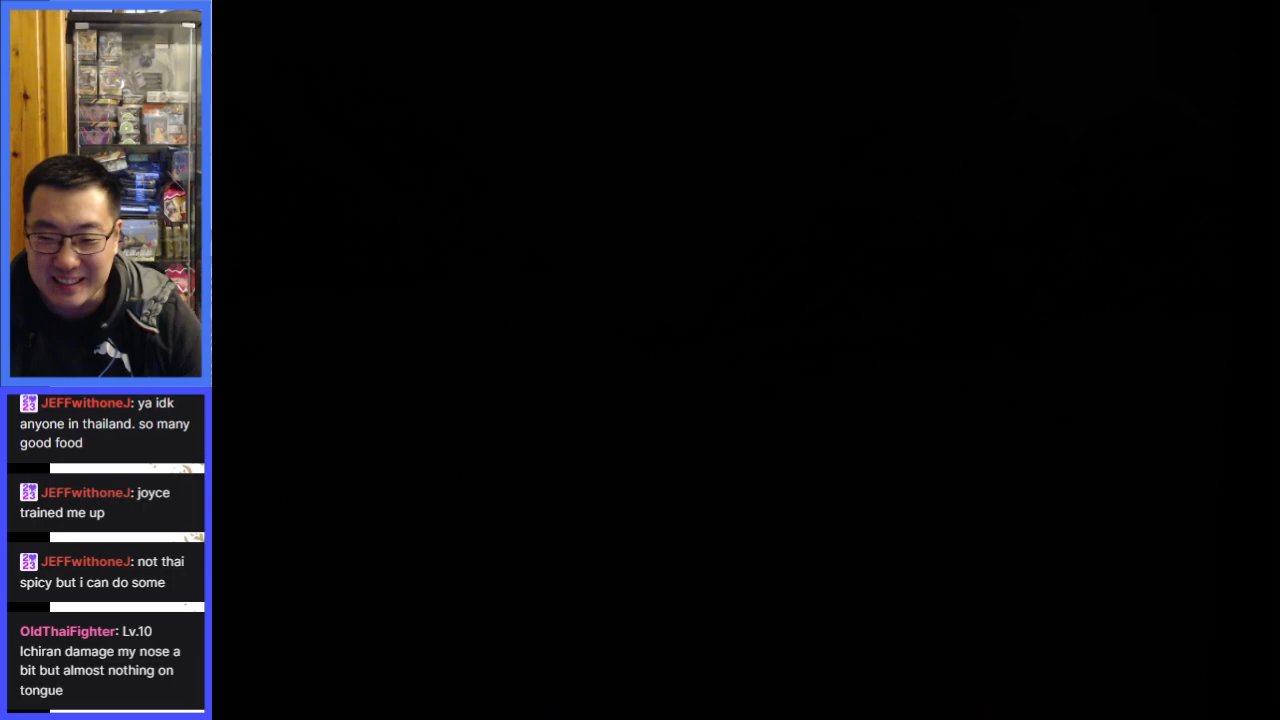 JEFFwithoneJ: ya idk
anyone in thailand. so many
good food
JEFFwithoneJ: joyce
trained me up
JEFFwithoneJ: not thai
spicy but i can do some
OldThaiFighter: Lv.10
Ichiran damage my nose a
bit but almost nothing on
tongue